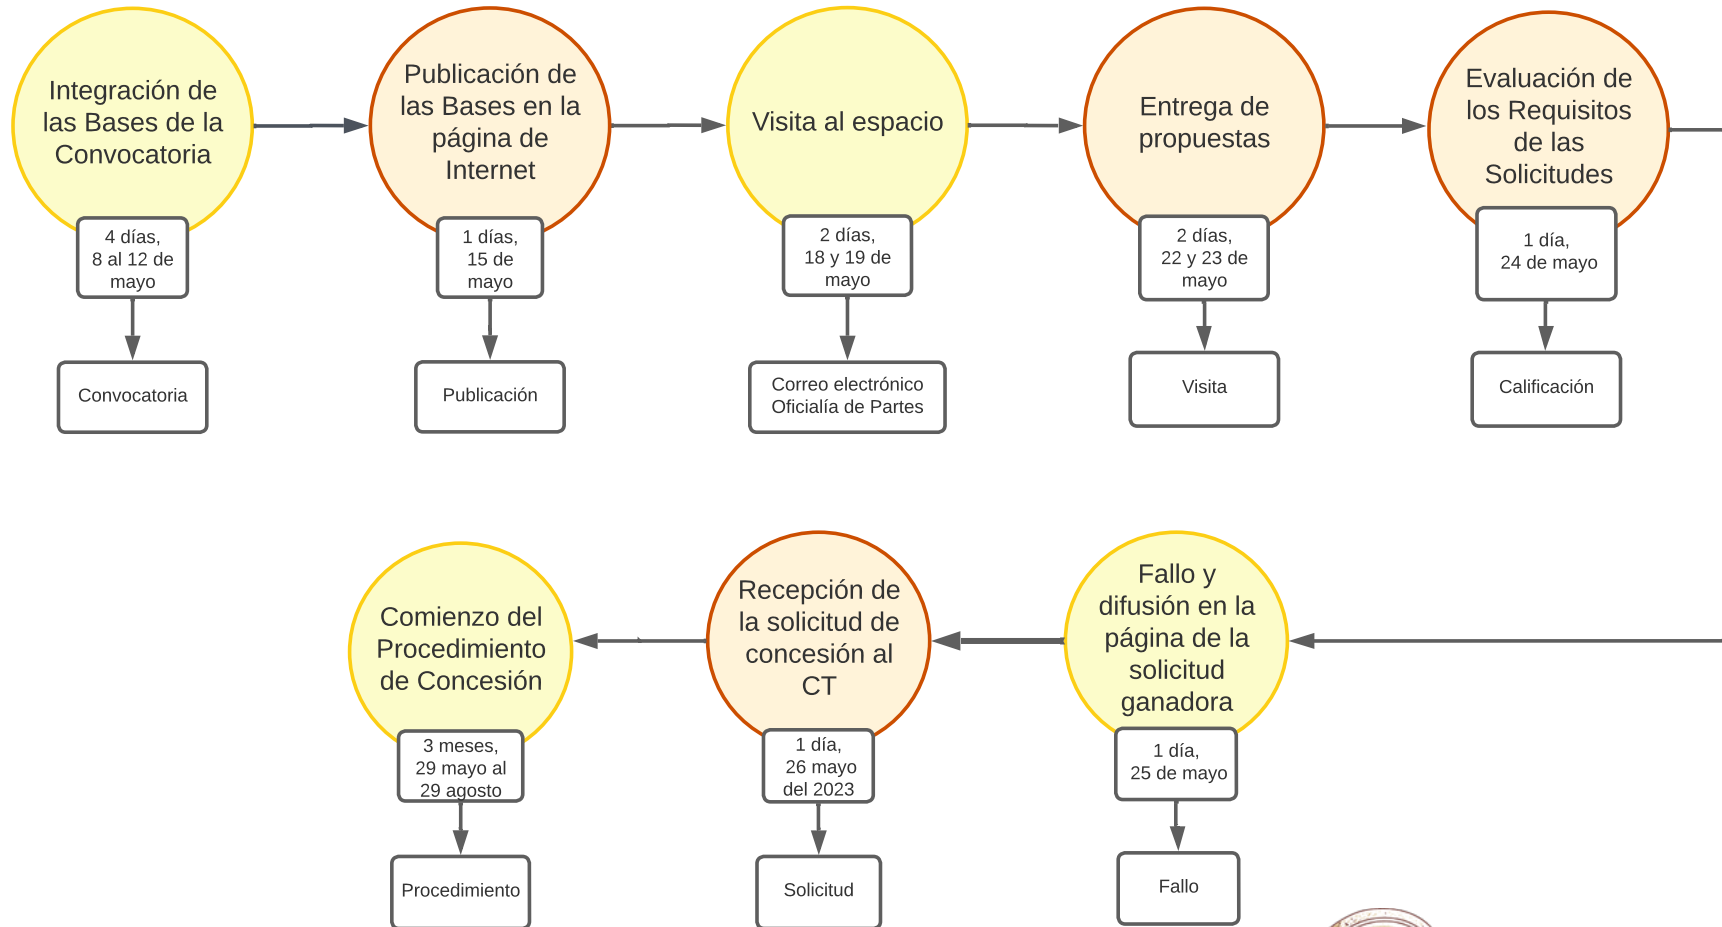 Integración de
las Bases de la
Convocatoria
4 días,
8 al 12 de
mayo
Convocatoria
Publicación de
las Bases en la
página de
Internet
1 días,
15 de
mayo
Publicación
Visita al espacio
2 días,
18 y 19 de
mayo
Correo electrónico
Oficialía de Partes
Entrega de
propuestas
2 días,
22 y 23 de
mayo
Visita
Evaluación de
los Requisitos
de las
Solicitudes
1 día,
24 de mayo
Calificación
Fallo y
difusión en la
página de la
solicitud
ganadora
1 día,
25 de mayo
Fallo
Recepción de
la solicitud de
concesión al
CT
1 día,
26 mayo
del 2023
Solicitud
Comienzo del
Procedimiento
de Concesión
3 meses,
29 mayo al
29 agosto
Procedimiento